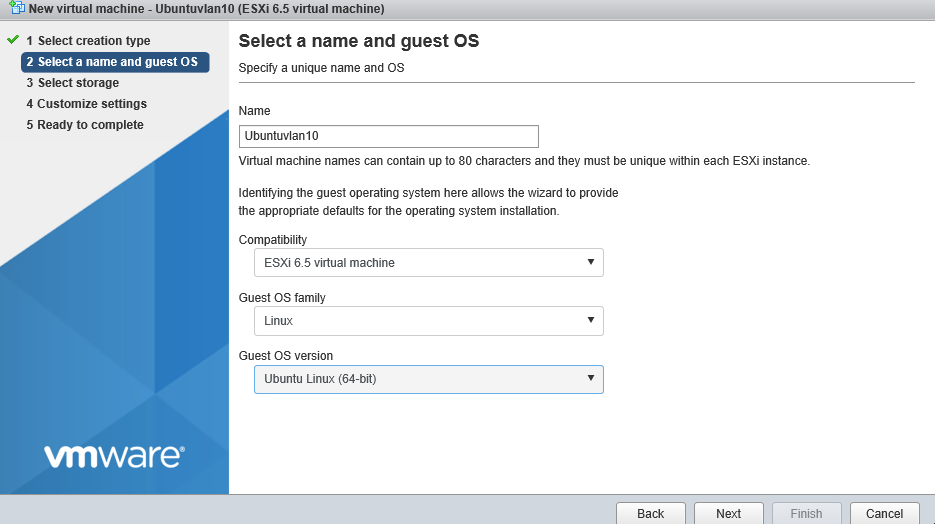 New virtual machine - Ubuntuvlan10 (ESXi 6.5 virtual machine)
1 Select creation type
2 Select a name and guest OS
3 Select storage
4 Customize settings
5 Ready to complete
vmware®
Select a name and guest OS
Specify a unique name and OS
Name
Ubuntuvlan10
Virtual machine names can contain up to 80 characters and they must be unique within each ESXi instance.
Identifying the guest operating system here allows the wizard to provide
the appropriate defaults for the operating system installation.
Compatibility
ESXi 6.5 virtual machine
Guest OS family
Linux
Guest OS version
Ubuntu Linux (64-bit)
Back Next Finish Cancel